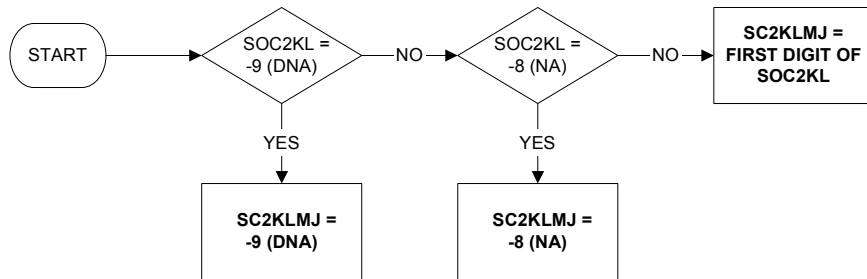 START
SOC2KL =
-9 (DNA)
NO
SOC2KL =
-8 (NA)
NO
SC2KLMJ =
FIRST DIGIT OF
SOC2KL
YES
YES
SC2KLMJ =
-9 (DNA)
SC2KLMJ =
-8 (NA)